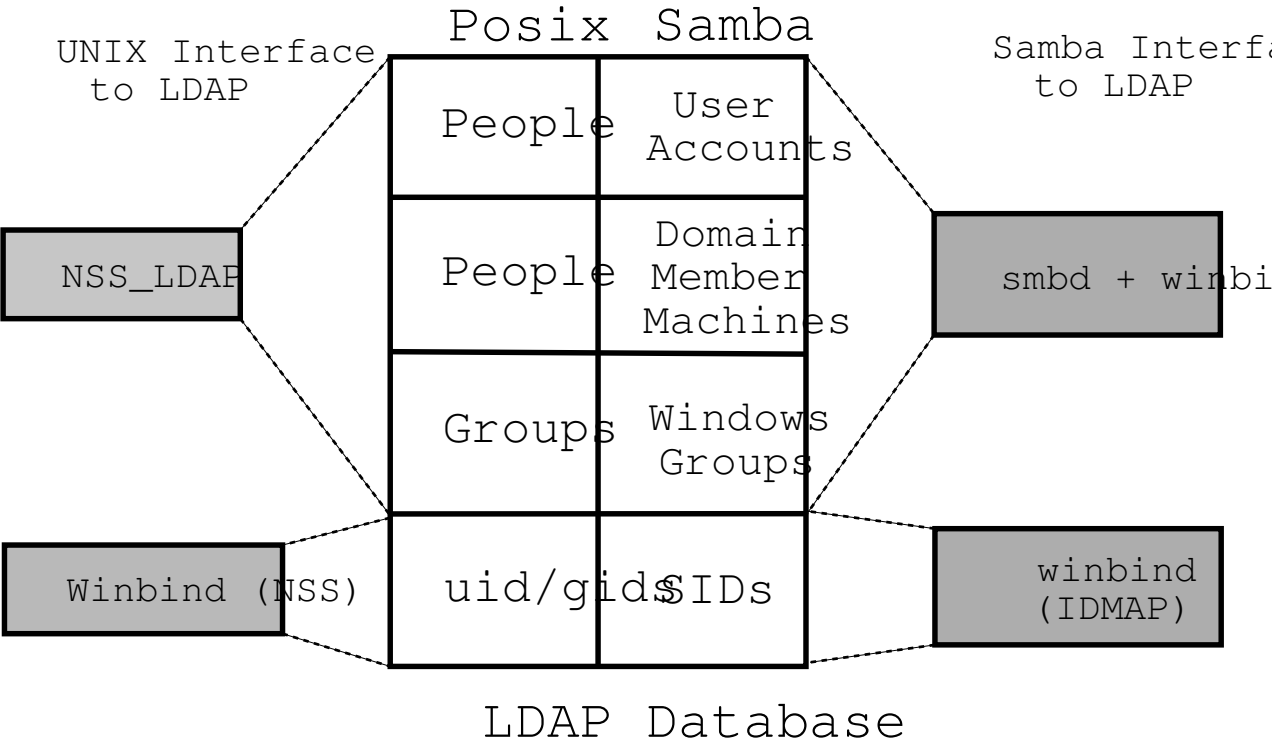 Posix Samba
UNIX Interface
to LDAP
Samba Interfa
to LDAP
People
User
Accounts
NSS_LDAP
People
Domain
Member
Machines
smbd + winbi
Groups
Windows
Groups
Winbind (NSS)
uid/gids
SIDs
winbind
(IDMAP)
LDAP Database